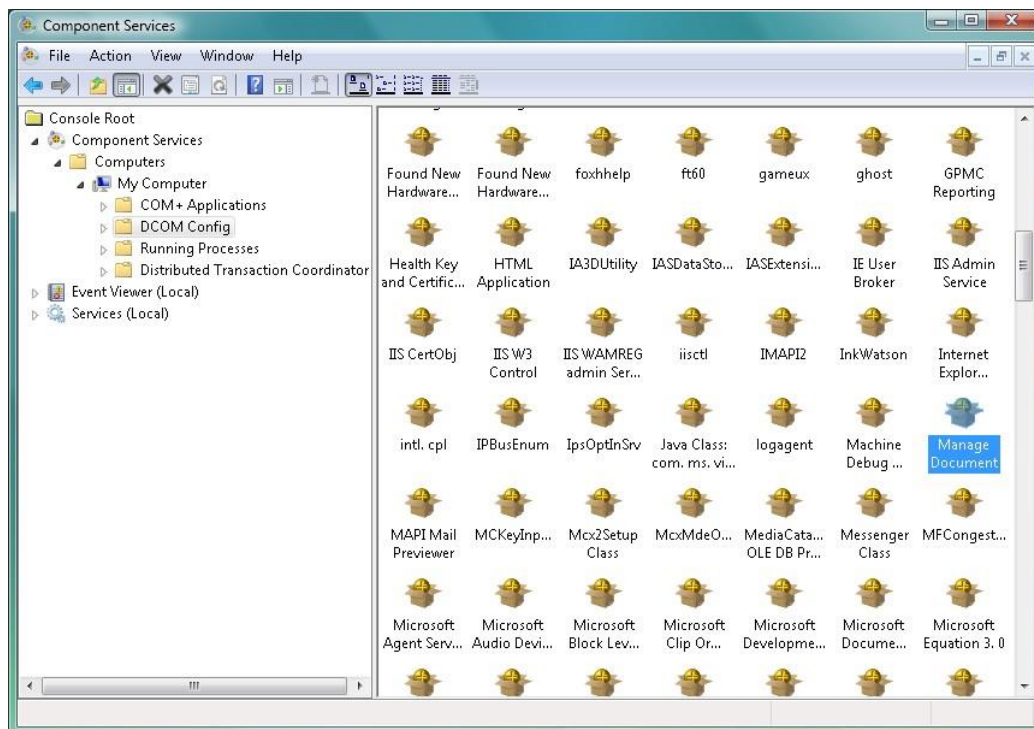 Component Services
File Action View Window Help
Console Root
Component Services
Computers
My Computer
COM+ Applications
DCOM Config
Running Processes
Distributed Transaction Coordinator
Event Viewer (Local)
Services (Local)
Found New Found New foxhhelp ft60 gameux ghost GPMC
Hardware... Hardware... Reporting
Health Key HTML IA3DUtility IASDataSto... IASExtensi... IE User IIS Admin
and Certific... Application Broker Service
IIS CertObj IIS W3 IIS WAMREG iisctl IMAPI2 InkWatson Internet
Control admin Ser... Explor...
intl. cpl IPBusEnum IpsOptInSrv Java Class: logagent Machine Manage
com. ms. vi... Debug ... Document
MAPI Mail MCKeyInp... Mcx2Setup McxMdeO... MediaCata... Messenger MFCongest...
Previewer Class OLE DB Pr... Class
Microsoft Microsoft Microsoft Microsoft Microsoft Microsoft Microsoft
Agent Serv... Audio Devi... Block Lev... Clip Or... Developme... Docume... Equation 3. 0